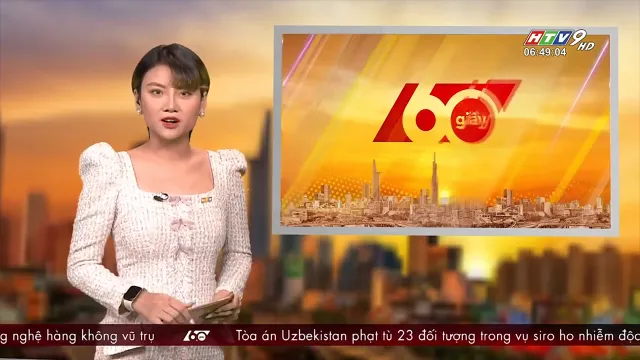 HTV9 HD
06:49:04
60 giây
g nghệ hàng không vũ trụ 60 Tòa án Uzbekistan phạt tù 23 đối tượng trong vụ siro ho nhiễm độc